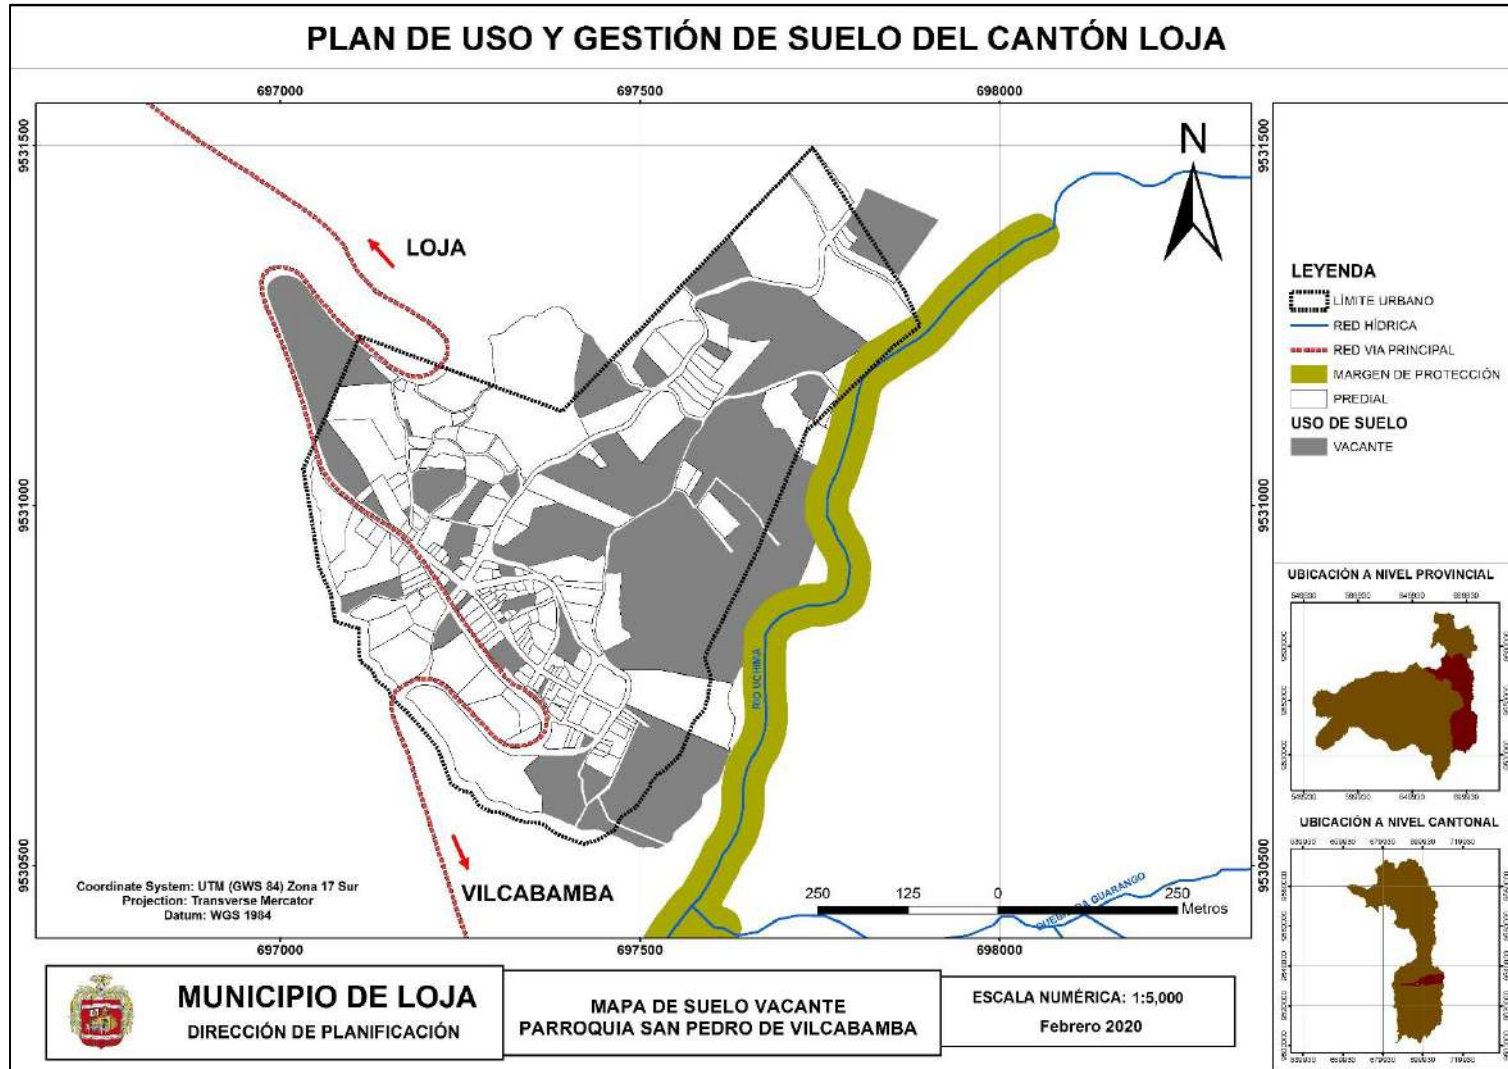 PLAN DE USO Y GESTIÓN DE SUELO DEL CANTÓN LOJA
697000
697500
698000
9531500
9531500
N
LOJA
LEYENDA
LÍMITE URBANO
RED HÍDRICA
RED VIA PRINCIPAL
MARGEN DE PROTECCIÓN
PREDIAL
USO DE SUELO
VACANTE
9531000
9531000
UBICACIÓN A NIVEL PROVINCIAL
RIO UCHIMA
UBICACIÓN A NIVEL CANTONAL
9530500
9530500
Coordinate System: UTM (GWS 84) Zona 17 Sur
Projection: Transverse Mercator
Datum: WGS 1984
VILCABAMBA
QUEBRADA GUARANGO
250 125 0 250
Metros
697000
697500
698000
MUNICIPIO DE LOJA
DIRECCIÓN DE PLANIFICACIÓN
MAPA DE SUELO VACANTE
PARROQUIA SAN PEDRO DE VILCABAMBA
ESCALA NUMÉRICA: 1:5,000
Febrero 2020